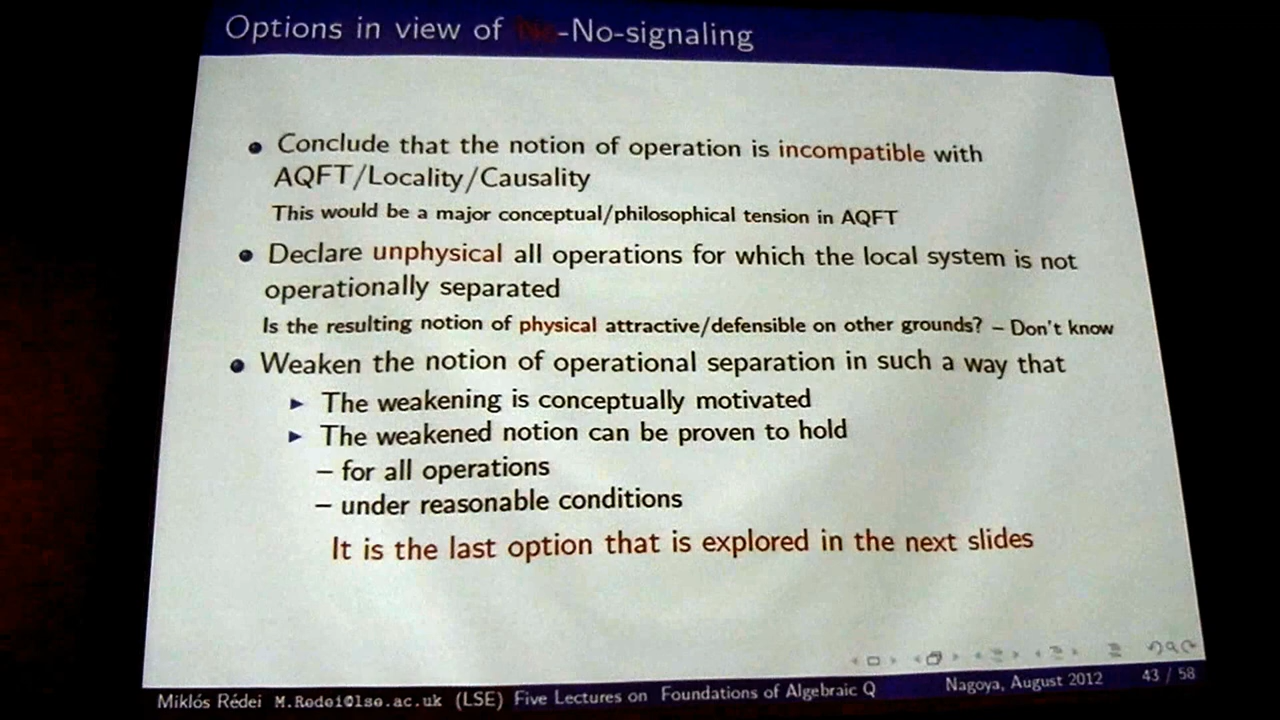 Options in view of No-No-signaling
Conclude that the notion of operation is incompatible with
AQFT/Locality/Causality
This would be a major conceptual/philosophical tension in AQFT
Declare unphysical all operations for which the local system is not
operationally separated
Is the resulting notion of physical attractive/defensible on other grounds? – Don't know
Weaken the notion of operational separation in such a way that
The weakening is conceptually motivated
The weakened notion can be proven to hold
– for all operations
– under reasonable conditions
It is the last option that is explored in the next slides
Miklós Rédei M.Redei@lse.ac.uk (LSE) Five Lectures on Foundations of Algebraic Q Nagoya, August 2012 43 / 58